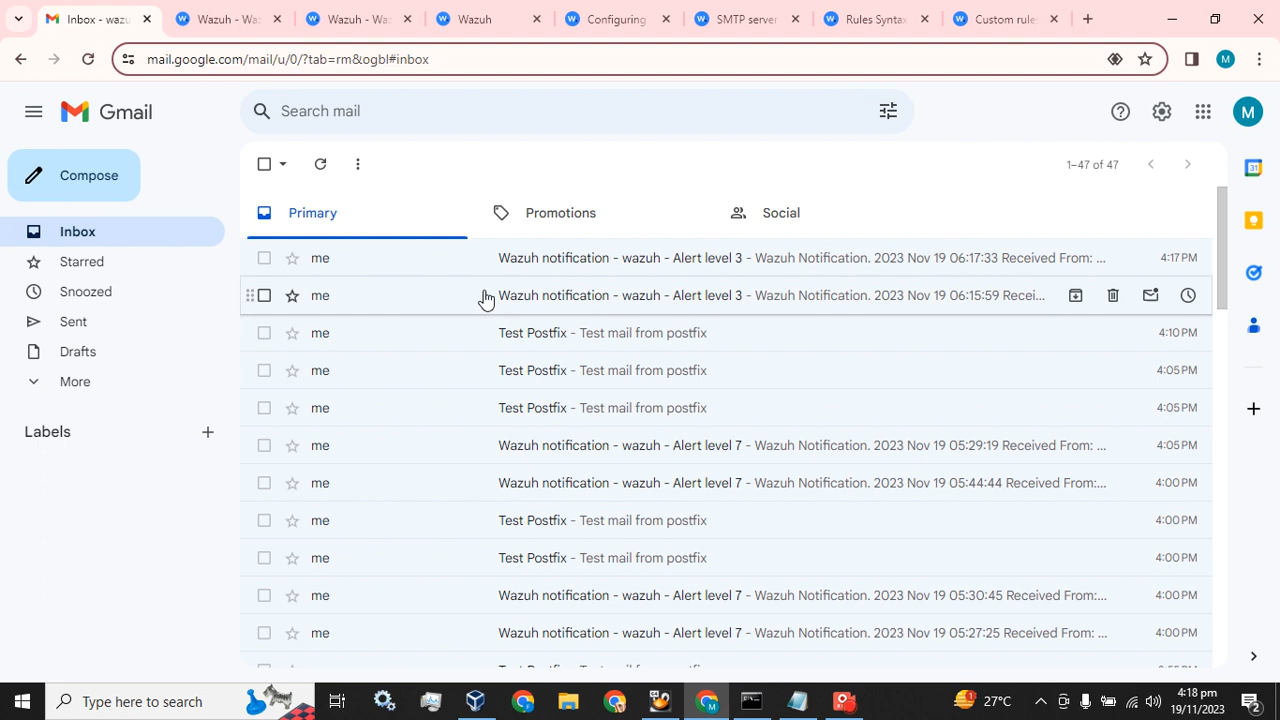 Inbox - wazu
Wazuh - Wa:
Wazuh - Wa:
Wazuh
Configuring
SMTP server
Rules Syntax
Custom rule
mail.google.com/mail/u/0/?tab=rm&ogbl#inbox
M
Gmail
Search mail
M
Compose
1–47 of 47
31
Primary
Promotions
Social
Inbox
Starred
Snoozed
Sent
Drafts
More
Labels
me Wazuh notification - wazuh - Alert level 3 - Wazuh Notification. 2023 Nov 19 06:17:33 Received From: ... 4:17 PM
me Wazuh notification - wazuh - Alert level 3 - Wazuh Notification. 2023 Nov 19 06:15:59 Recei...
me Test Postfix - Test mail from postfix 4:10 PM
me Test Postfix - Test mail from postfix 4:05 PM
me Test Postfix - Test mail from postfix 4:05 PM
me Wazuh notification - wazuh - Alert level 7 - Wazuh Notification. 2023 Nov 19 05:29:19 Received From: ... 4:05 PM
me Wazuh notification - wazuh - Alert level 7 - Wazuh Notification. 2023 Nov 19 05:44:44 Received From:... 4:00 PM
me Test Postfix - Test mail from postfix 4:00 PM
me Test Postfix - Test mail from postfix 4:00 PM
me Wazuh notification - wazuh - Alert level 7 - Wazuh Notification. 2023 Nov 19 05:30:45 Received From:... 4:00 PM
me Wazuh notification - wazuh - Alert level 7 - Wazuh Notification. 2023 Nov 19 05:27:25 Received From: ... 4:00 PM
Type here to search
27°C
4:18 pm
19/11/2023
2